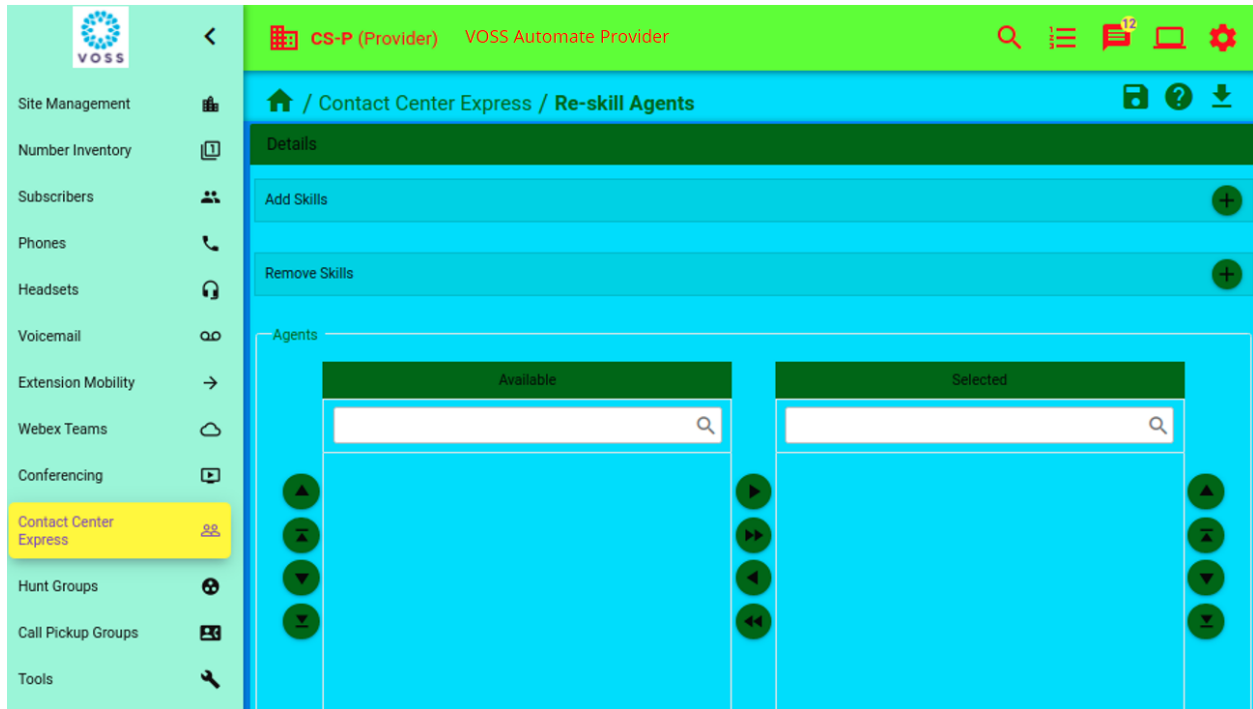 VOSS
CS-P (Provider) VOSS Automate Provider
12
Site Management
Number Inventory
1
Subscribers
Phones
Headsets
Voicemail
Extension Mobility
Webex Teams
Conferencing
Contact Center
Express
Hunt Groups
Call Pickup Groups
Tools
/ Contact Center Express / Re-skill Agents
Details
Add Skills
Remove Skills
Agents
Available
Selected